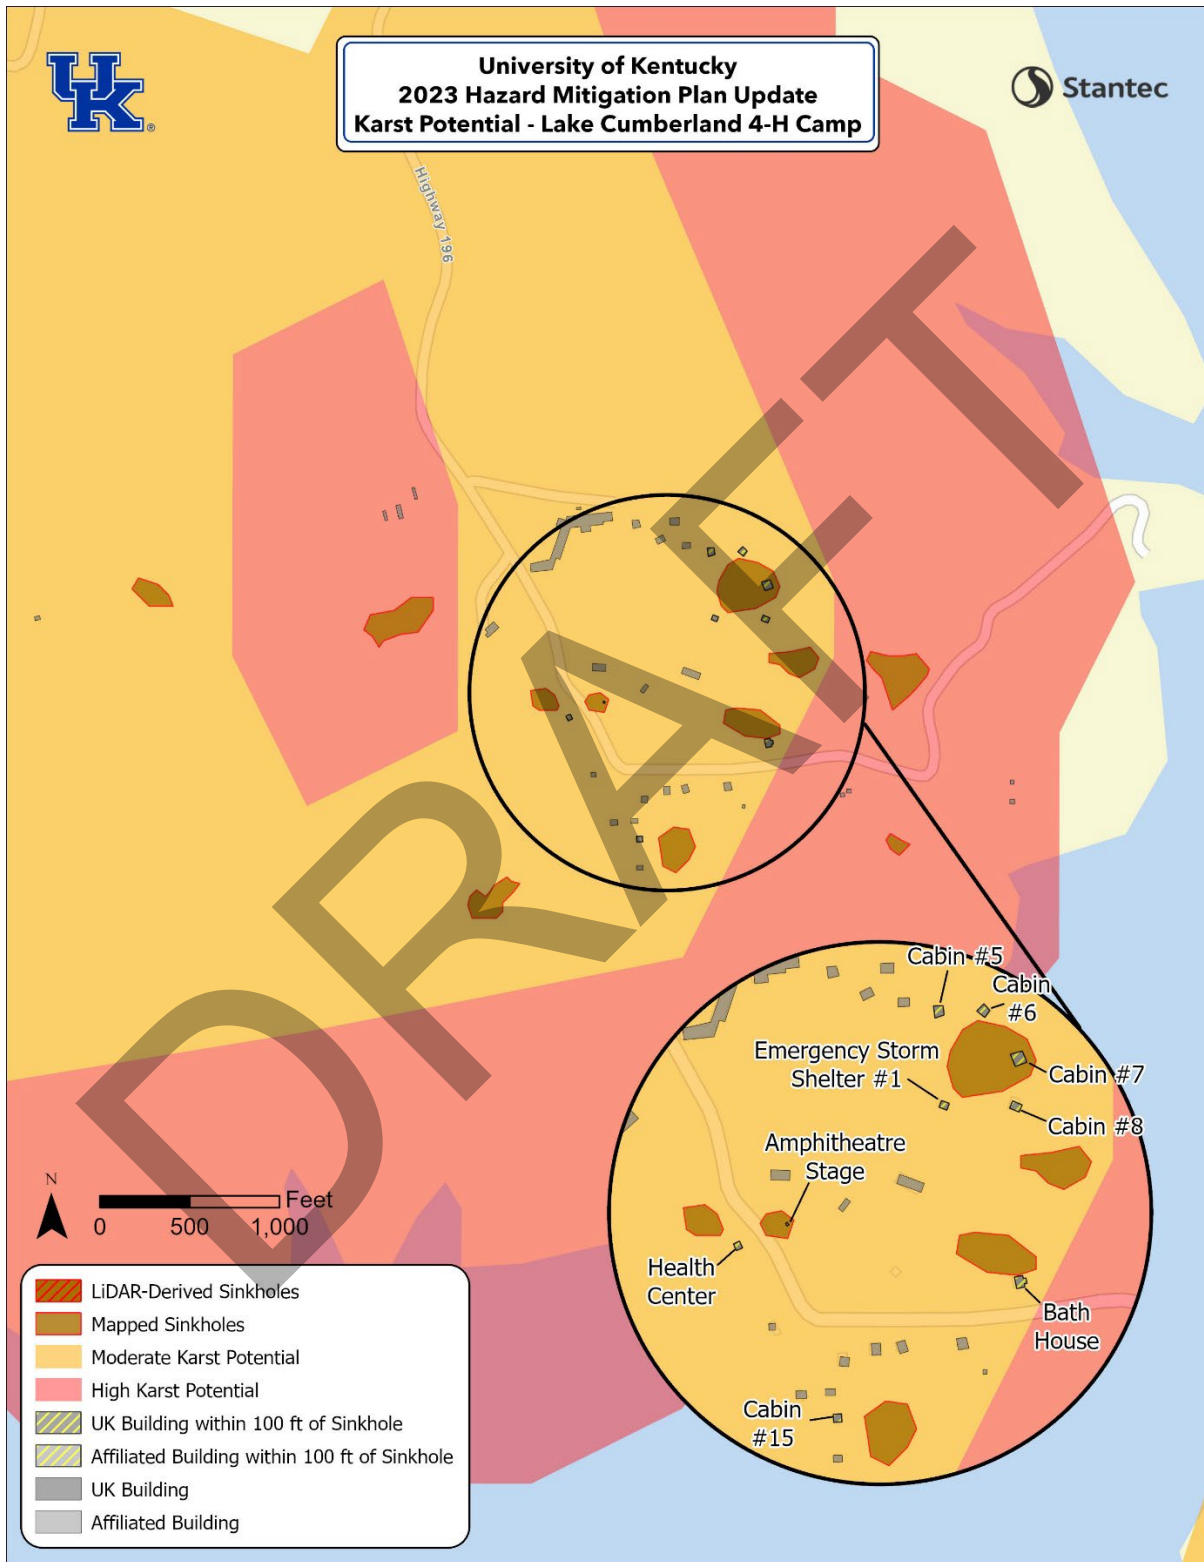 UK
®
University of Kentucky
2023 Hazard Mitigation Plan Update
Karst Potential - Lake Cumberland 4-H Camp
Stantec
Highway 196
DRAFT
Cabin #5
Cabin
#6
Emergency Storm
Shelter #1
Cabin #7
Cabin #8
Amphitheatre
Stage
Health
Center
Bath
House
Cabin
#15
N
Feet
0 500 1,000
LiDAR-Derived Sinkholes
Mapped Sinkholes
Moderate Karst Potential
High Karst Potential
UK Building within 100 ft of Sinkhole
Affiliated Building within 100 ft of Sinkhole
UK Building
Affiliated Building